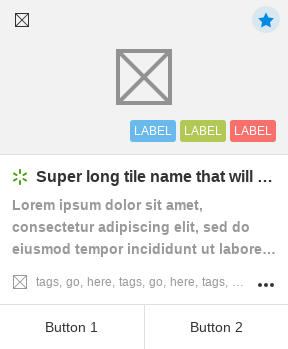 LABEL LABEL LABEL
Super long tile name that will …
Lorem ipsum dolor sit amet,
consectetur adipiscing elit, sed do
eiusmod tempor incididunt ut labore…
tags, go, here, tags, go, here, tags, …
Button 1 Button 2